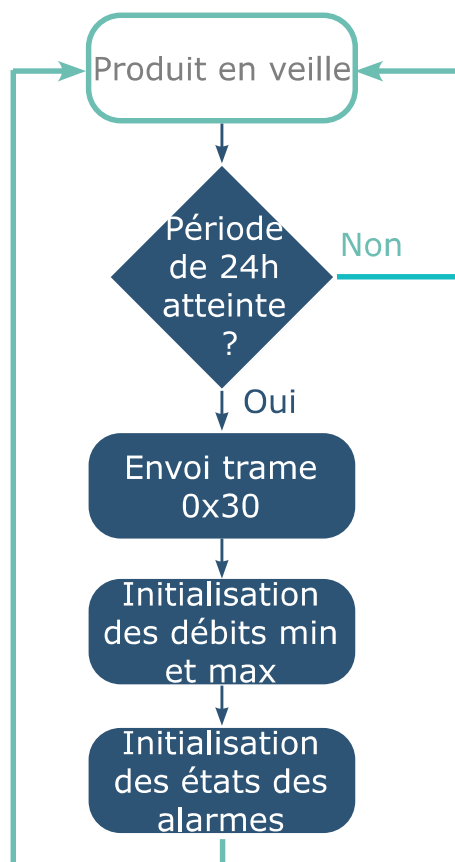 Produit en veille
Période
de 24h
atteinte
?
Non
Oui
Envoi trame
0x30
Initialisation
des débits min
et max
Initialisation
des états des
alarmes